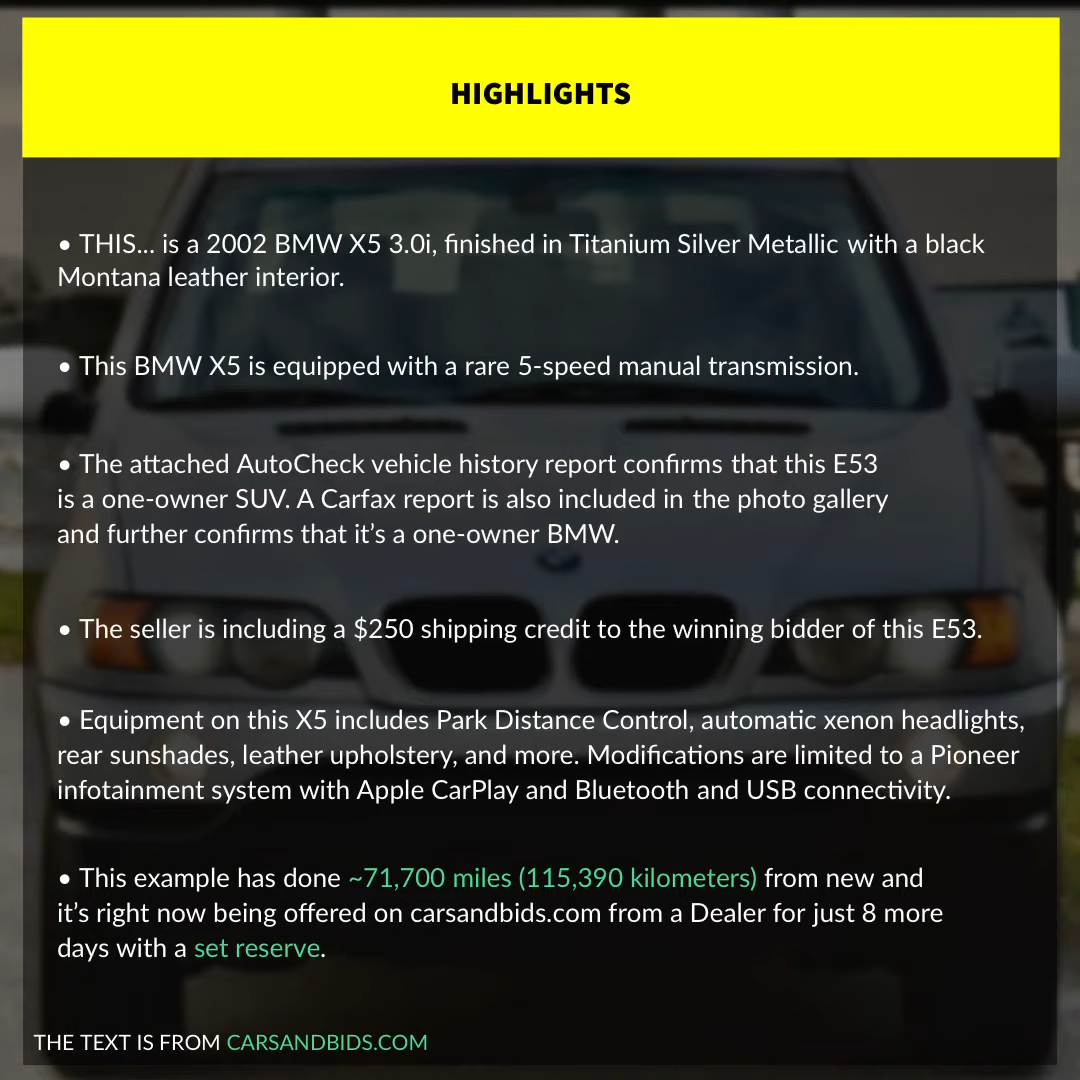 HIGHLIGHTS
• THIS... is a 2002 BMW X5 3.0i, finished in Titanium Silver Metallic with a black
Montana leather interior.
• This BMW X5 is equipped with a rare 5-speed manual transmission.
• The attached AutoCheck vehicle history report confirms that this E53
is a one-owner SUV. A Carfax report is also included in the photo gallery
and further confirms that it’s a one-owner BMW.
• The seller is including a $250 shipping credit to the winning bidder of this E53.
• Equipment on this X5 includes Park Distance Control, automatic xenon headlights,
rear sunshades, leather upholstery, and more. Modifications are limited to a Pioneer
infotainment system with Apple CarPlay and Bluetooth and USB connectivity.
• This example has done ~71,700 miles (115,390 kilometers) from new and
it’s right now being offered on carsandbids.com from a Dealer for just 8 more
days with a set reserve.
THE TEXT IS FROM CARSANDBIDS.COM